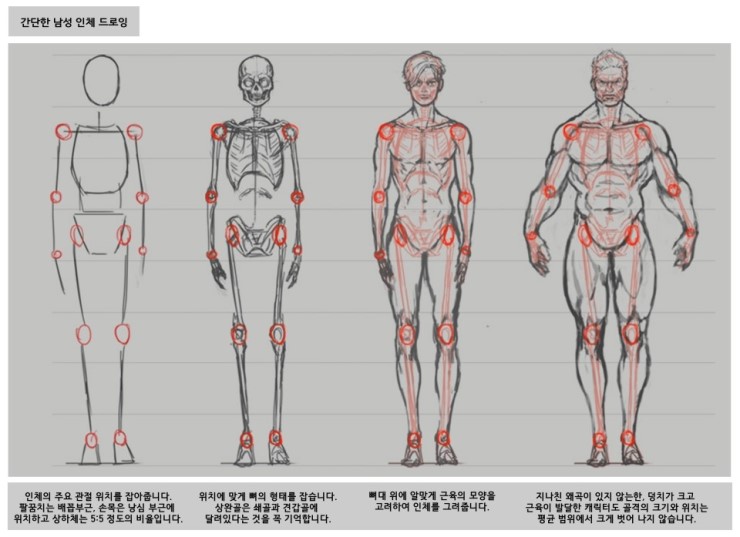 간단한 남성 인체 드로잉
인체의 주요 관절 위치를 잡아줍니다.
팔꿈치는 배꼽부근, 손목은 남심 부근에
위치하고 상하체는 5:5 정도의 비율입니다.
위치에 맞게 뼈의 형태를 잡습니다.
상완골은 쇄골과 견갑골에
달려있다는 것을 꼭 기억합니다.
뼈대 위에 알맞게 근육의 모양을
고려하여 인체를 그려줍니다.
지나친 왜곡이 있지 않는한, 덩치가 크고
근육이 발달한 캐릭터도 골격의 크기와 위치는
평균 범위에서 크게 벗어 나지 않습니다.